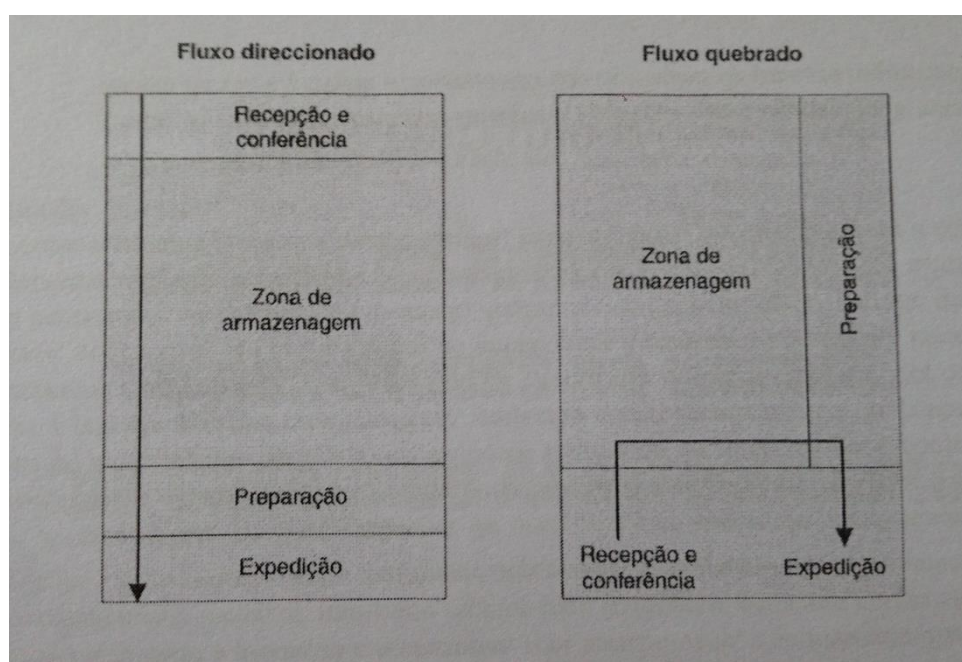 Fluxo direccionado
Recepção e
conferência
Zona de
armazenagem
Preparação
Expedição
Fluxo quebrado
Zona de
armazenagem
Preparação
Recepção e
conferência
Expedição